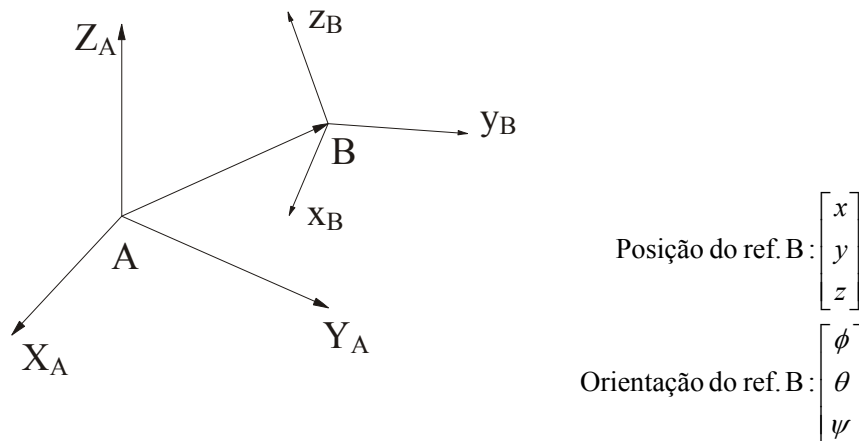 Z_A
z_B
y_B
B
x_B
A
Y_A
X_A
Posição do ref. B : [x y z]
Orientação do ref. B : [ϕ θ ψ]